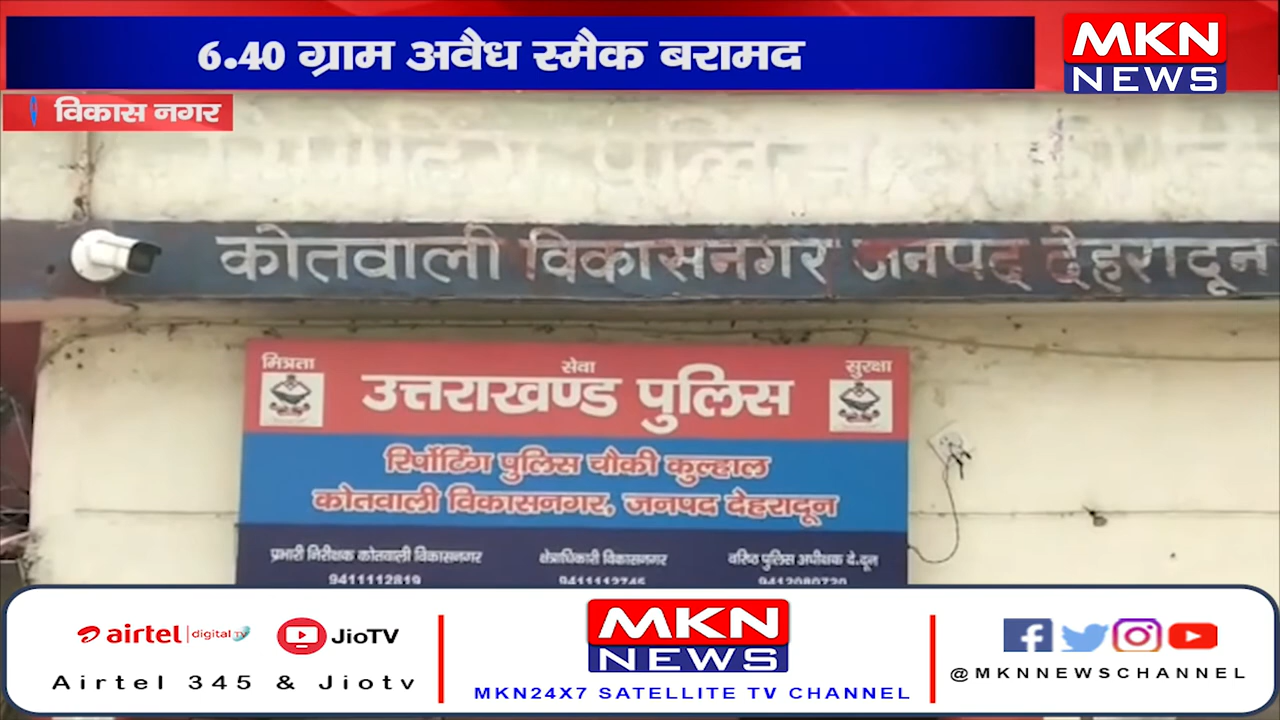 6.40 ग्राम अवैध स्मैक बरामद
MKN
NEWS
विकास नगर
कोतवाली विकासनगर जनपद देहरादून
मित्रता सेवा सुरक्षा
उत्तराखण्ड पुलिस
रिपोर्टिंग पुलिस चौकी कुल्हाल
कोतवाली विकासनगर, जनपद देहरादून
प्रभारी निरीक्षक कोतवाली विकासनगर क्षेत्राधिकारी विकासनगर वरिष्ठ पुलिस अधीक्षक दे.दून
9411112819 9411112745 9412080720
airtel digital TV JioTV
Airtel 345 & Jiotv
MKN
NEWS
MKN24X7 SATELLITE TV CHANNEL
@MKNNEWSCHANNEL